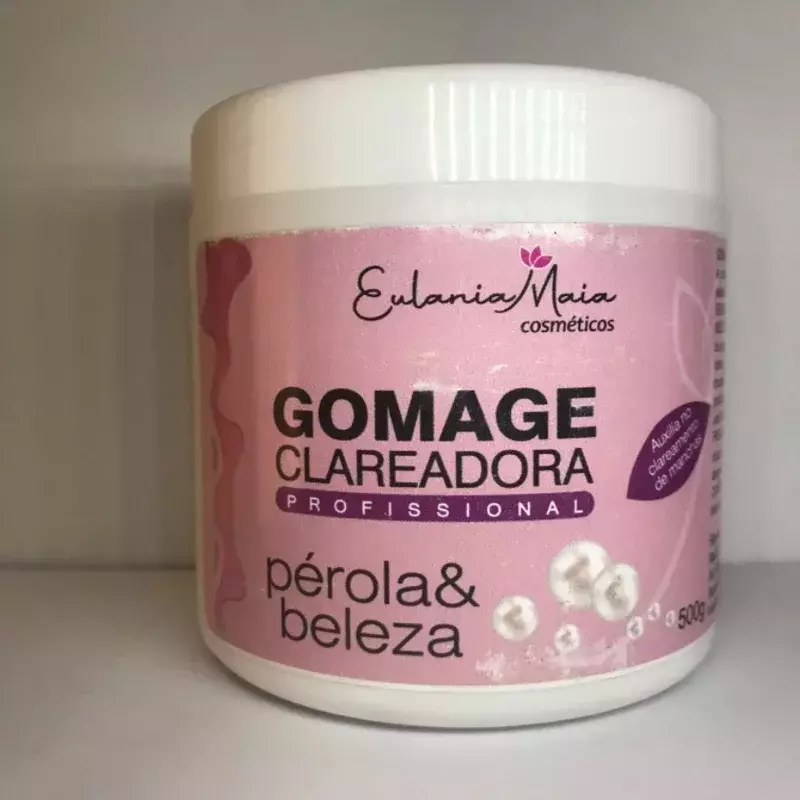 Eulania Maia
cosméticos
GOMAGE
CLAREADORA
PROFISSIONAL
Auxilia no
clareamento
de manchas
pérola&
beleza
500g